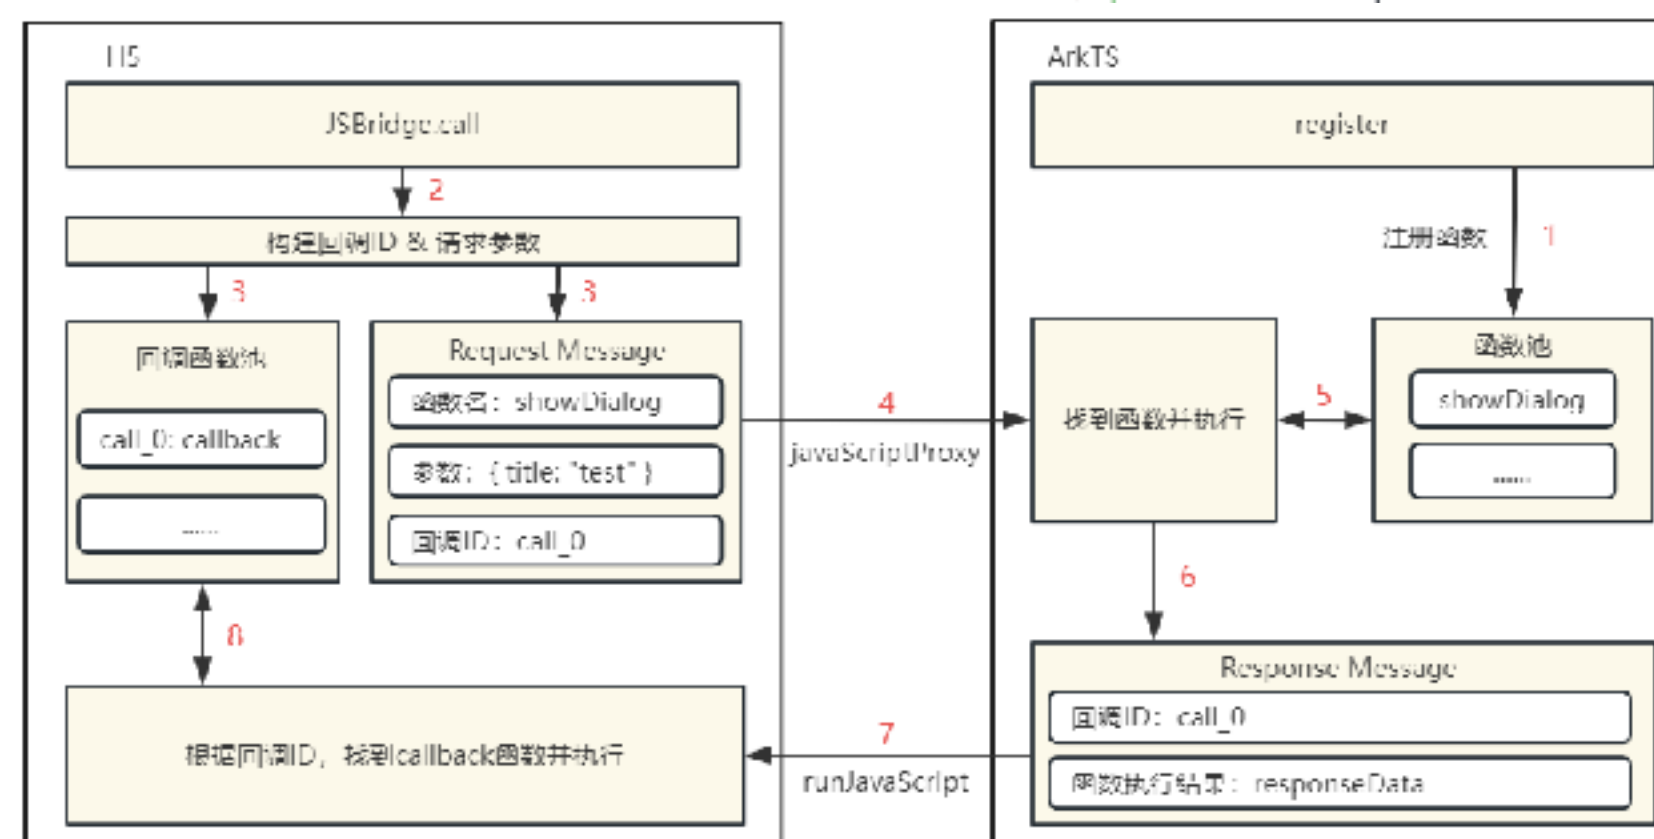 H5
JSBridge.call
2
构建回调ID & 请求参数
3
3
回调函数池
call_0: callback
......
Request Message
函数名：showDialog
参数：{ title: "test" }
回调ID：call_0
8
根据回调ID，找到callback函数并执行
4
javaScriptProxy
7
runJavaScript
ArkTS
register
注册函数
1
找到函数并执行
5
函数池
showDialog
......
6
Response Message
回调ID：call_0
函数执行结果：responseData